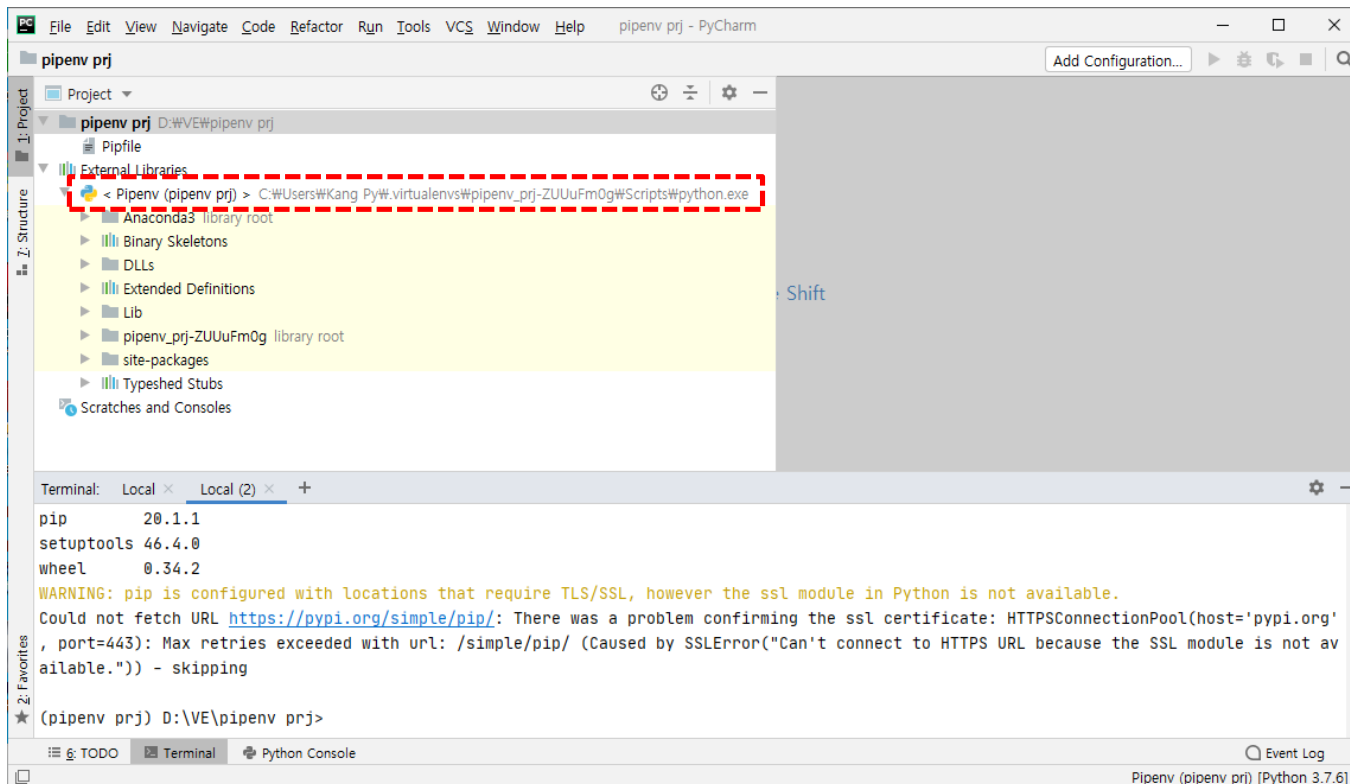 PC File Edit View Navigate Code Refactor Run Tools VCS Window Help pipenv prj - PyCharm
pipenv prj Add Configuration...
1: Project
Project
pipenv prj D:₩VE₩pipenv prj
Pipfile
External Libraries
< Pipenv (pipenv prj) > C:₩Users₩Kang Py₩.virtualenvs₩pipenv_prj-ZUUuFm0g₩Scripts₩python.exe
Anaconda3 library root
Binary Skeletons
DLLs
Extended Definitions
Lib
pipenv_prj-ZUUuFm0g library root
site-packages
Typeshed Stubs
Scratches and Consoles
7: Structure
Shift
Terminal: Local Local (2)
pip 20.1.1
setuptools 46.4.0
wheel 0.34.2
WARNING: pip is configured with locations that require TLS/SSL, however the ssl module in Python is not available.
Could not fetch URL https://pypi.org/simple/pip/: There was a problem confirming the ssl certificate: HTTPSConnectionPool(host='pypi.org'
, port=443): Max retries exceeded with url: /simple/pip/ (Caused by SSLError("Can't connect to HTTPS URL because the SSL module is not av
ailable.")) - skipping
(pipenv prj) D:\VE\pipenv prj>
2: Favorites
6: TODO Terminal Python Console Event Log
Pipenv (pipenv prj) [Python 3.7.6]